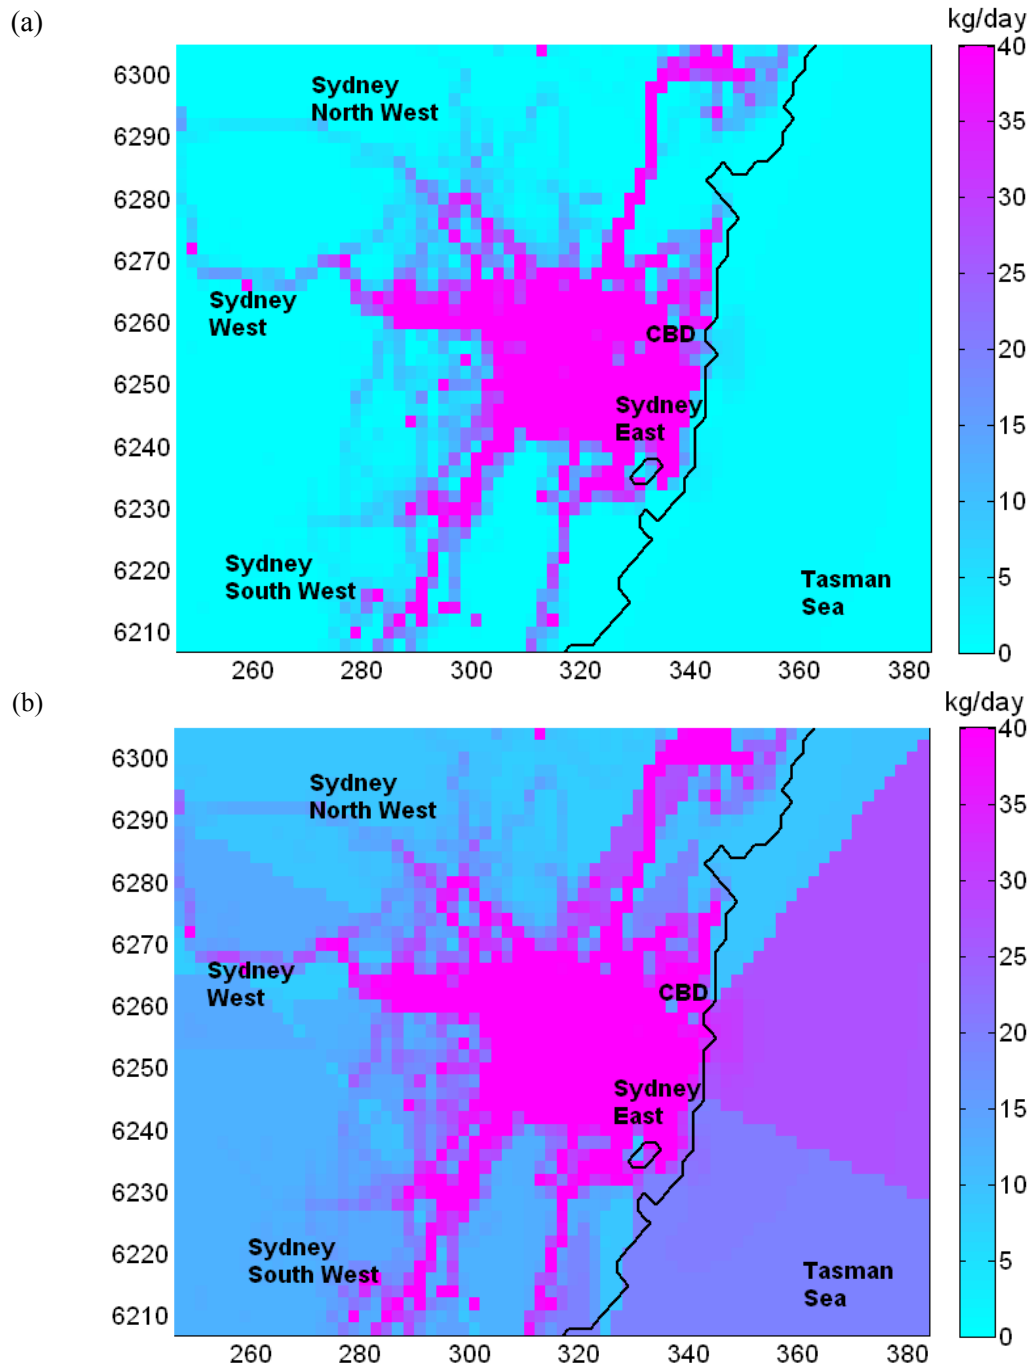 (a)
kg/day
40
35
30
25
20
15
10
5
0
6300
6290
6280
6270
6260
6250
6240
6230
6220
6210
Sydney
North West
Sydney
West
CBD
Sydney
East
Sydney
South West
Tasman
Sea
260 280 300 320 340 360 380
(b)
kg/day
40
35
30
25
20
15
10
5
0
6300
6290
6280
6270
6260
6250
6240
6230
6220
6210
Sydney
North West
Sydney
West
CBD
Sydney
East
Sydney
South West
Tasman
Sea
260 280 300 320 340 360 380